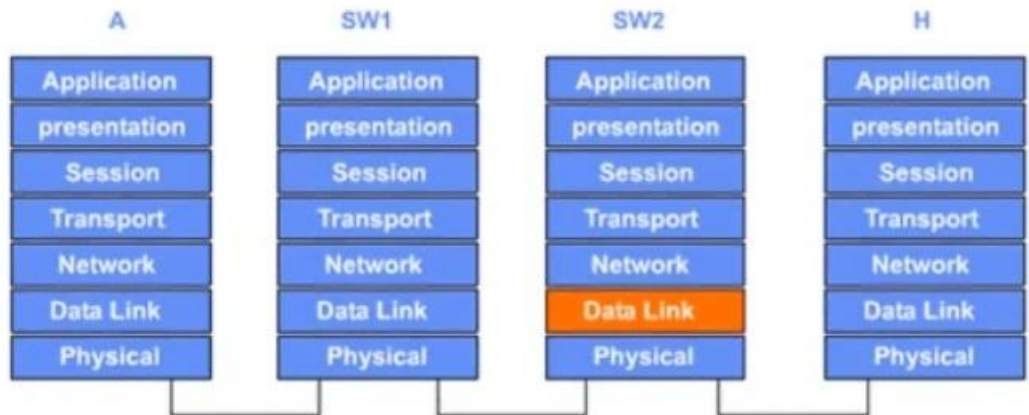 A SW1 SW2 H
Application Application Application Application
presentation presentation presentation presentation
Session Session Session Session
Transport Transport Transport Transport
Network Network Network Network
Data Link Data Link Data Link Data Link
Physical Physical Physical Physical